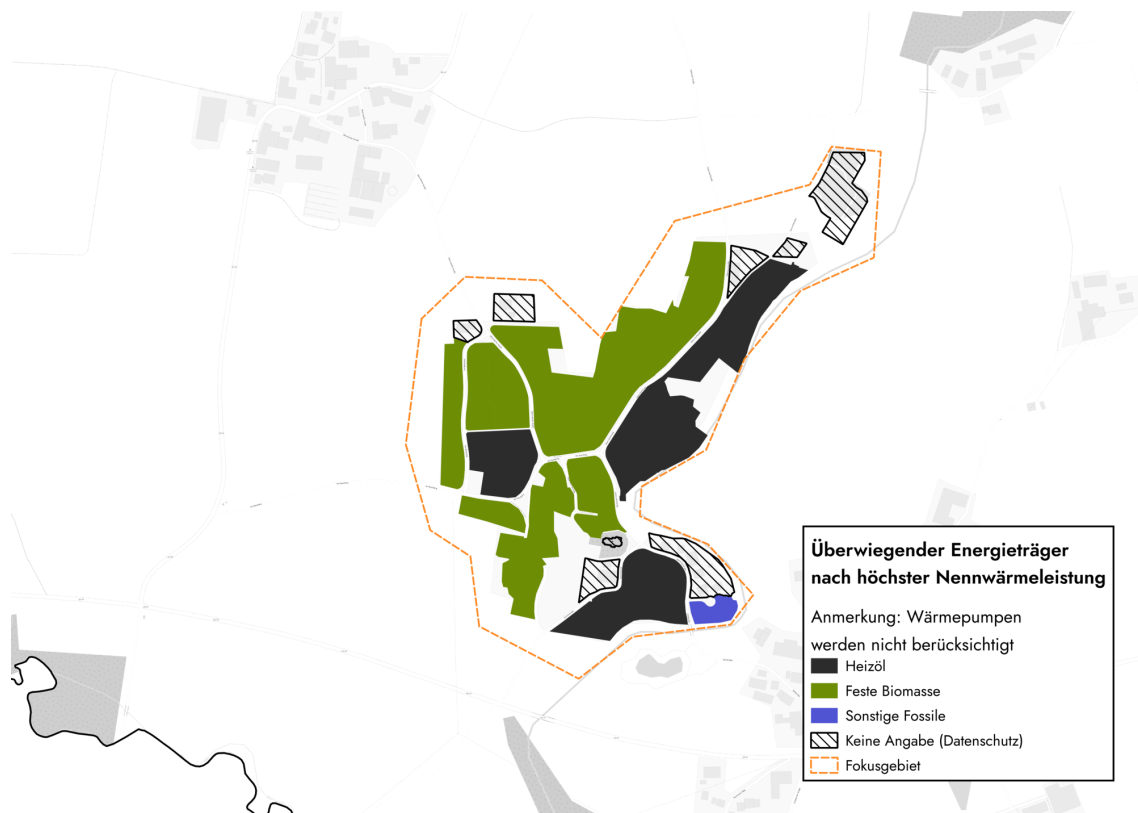 Überwiegender Energieträger
nach höchster Nennwärmeleistung
Anmerkung: Wärmepumpen
werden nicht berücksichtigt
Heizöl
Feste Biomasse
Sonstige Fossile
Keine Angabe (Datenschutz)
Fokusgebiet